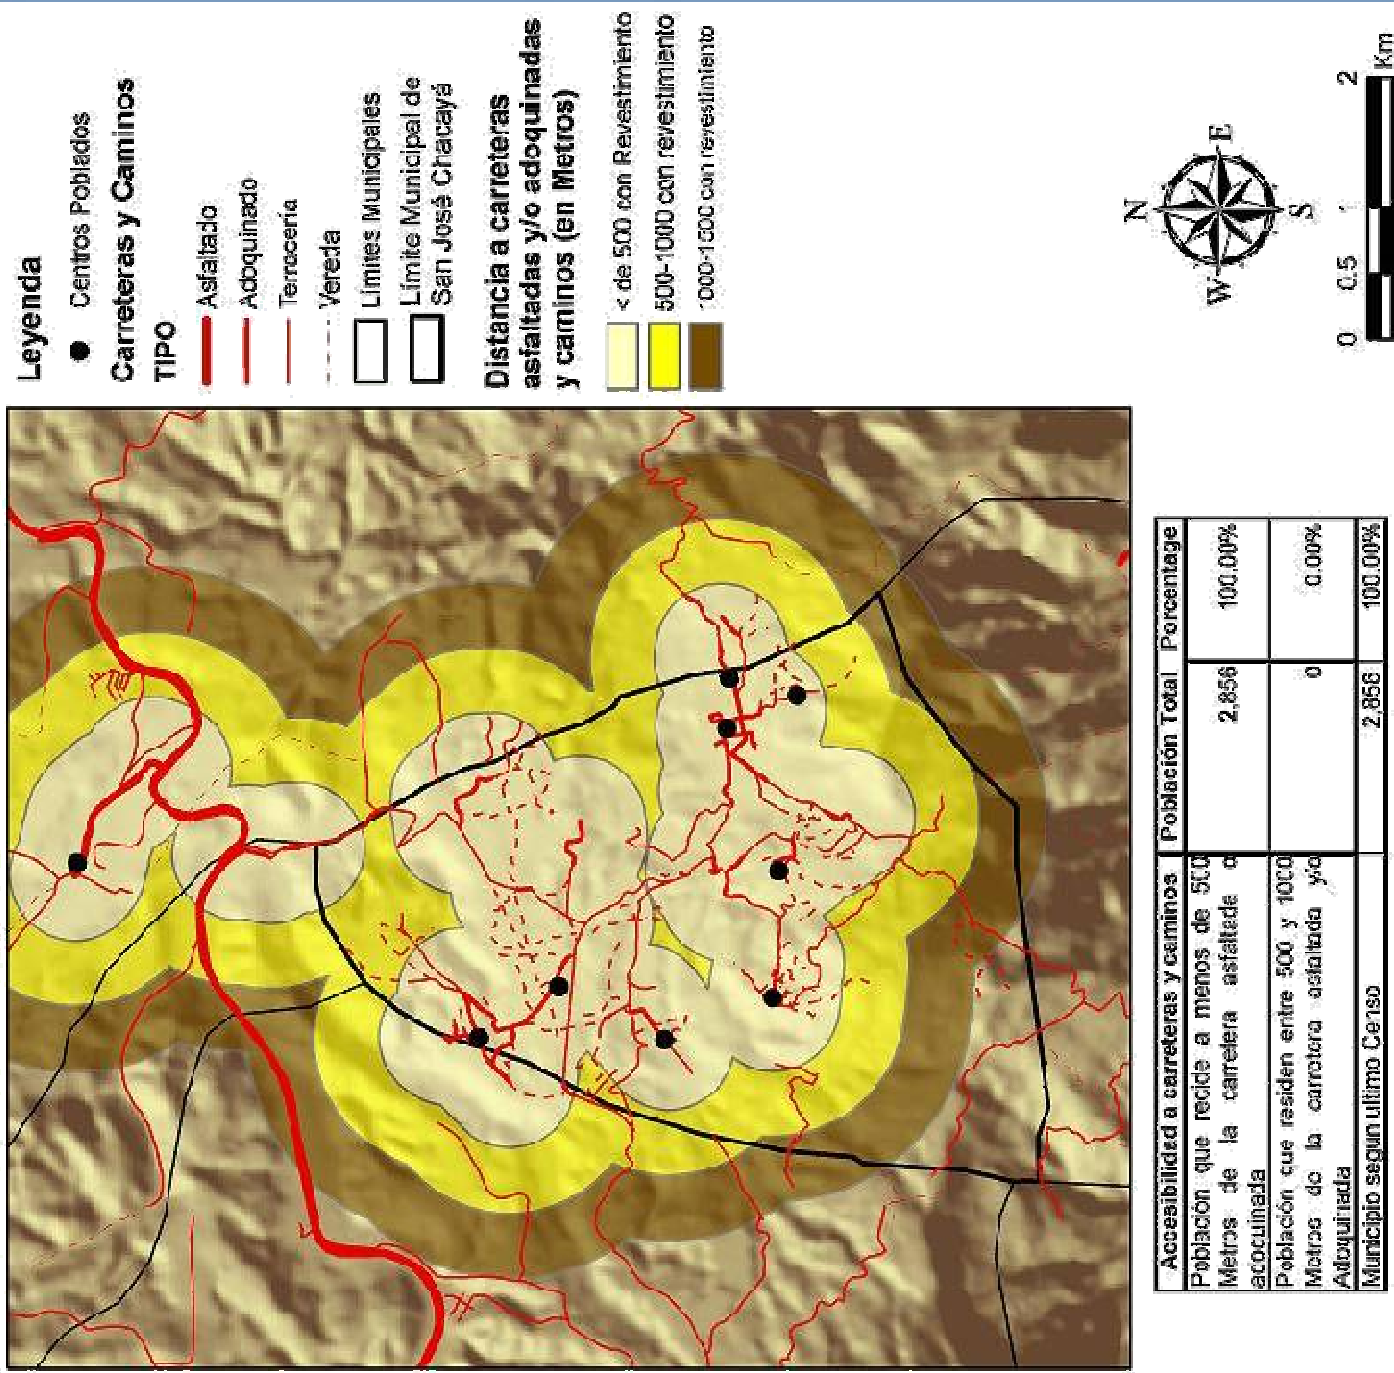 Leyenda
Centros Poblados
Carreteras y Caminos
TIPO
Asfaltado
Adoquinado
Terrocería
Vereda
Límites Municipales
Límite Municipal de
San José Chacayá
Distancia a carreteras
asfaltadas y/o adoquinadas
y caminos (en Metros)
< de 500 con Revestimiento
500-1000 con revestimiento
1000-1500 con revestimiento
N
W
E
S
0 0.5 1 2
Km
Accesibilidad a carreteras y caminos Población Total Porcentage
Población que recide a menos de 500
Metros de la carretera asfaltada o
adoquinada 2,856 100.00%
Población que residen entre 500 y 1000
Metros de la carretera asfaltada y/o
Adoquinada 0 0.00%
Municipio segun ultimo Censo 2,856 100.00%